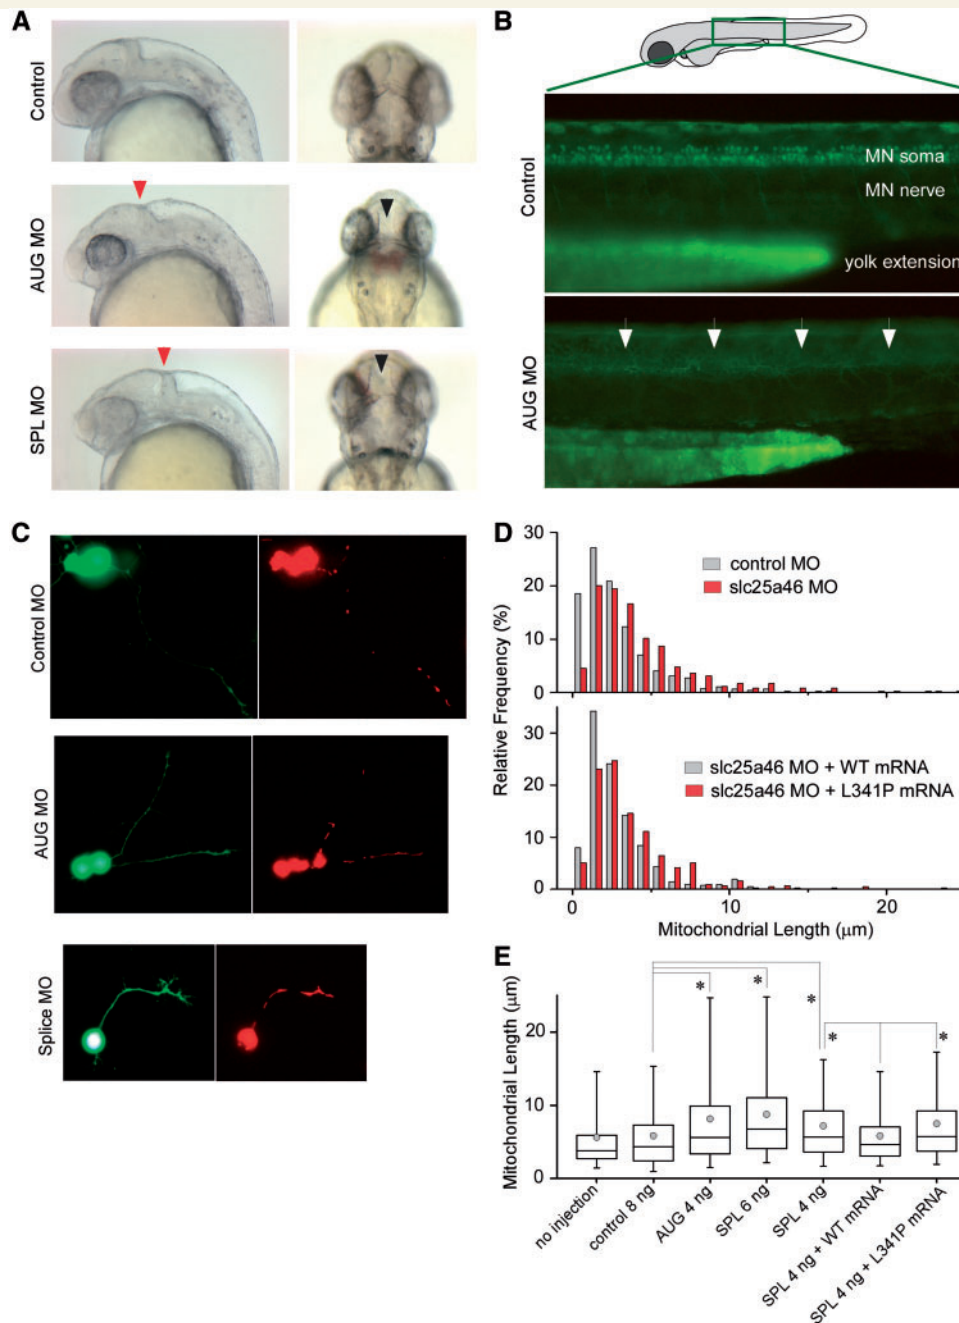 A
Control
AUG MO
SPL MO
B
Control
MN soma
MN nerve
yolk extension
AUG MO
C
Control MO
AUG MO
Splice MO
D
30
20
10
0
control MO
slc25a46 MO
Relative Frequency (%)
30
20
10
0
slc25a46 MO + WT mRNA
slc25a46 MO + L341P mRNA
0
10
20
Mitochondrial Length (μm)
E
Mitochondrial Length (μm)
20
10
0
* * * * *
no injection
control 8 ng
AUG 4 ng
SPL 6 ng
SPL 4 ng
SPL 4 ng + WT mRNA
SPL 4 ng + L341P mRNA